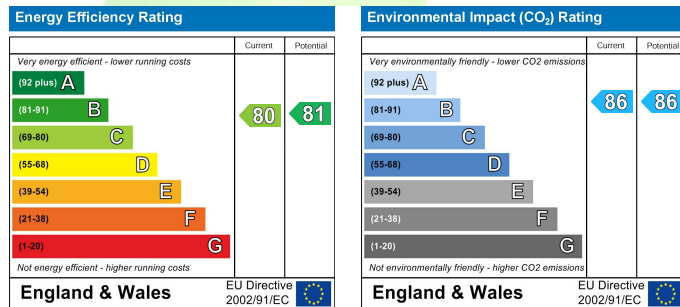 Energy Efficiency Rating
Current Potential
Very energy efficient - lower running costs
(92 plus) A
(81-91) B
(69-80) C
(55-68) D
(39-54) E
(21-38) F
(1-20) G
80 81
Not energy efficient - higher running costs
England & Wales
EU Directive
2002/91/EC
Environmental Impact (CO₂) Rating
Current Potential
Very environmentally friendly - lower CO2 emissions
(92 plus) A
(81-91) B
(69-80) C
(55-68) D
(39-54) E
(21-38) F
(1-20) G
86 86
Not environmentally friendly - higher CO2 emissions
England & Wales
EU Directive
2002/91/EC